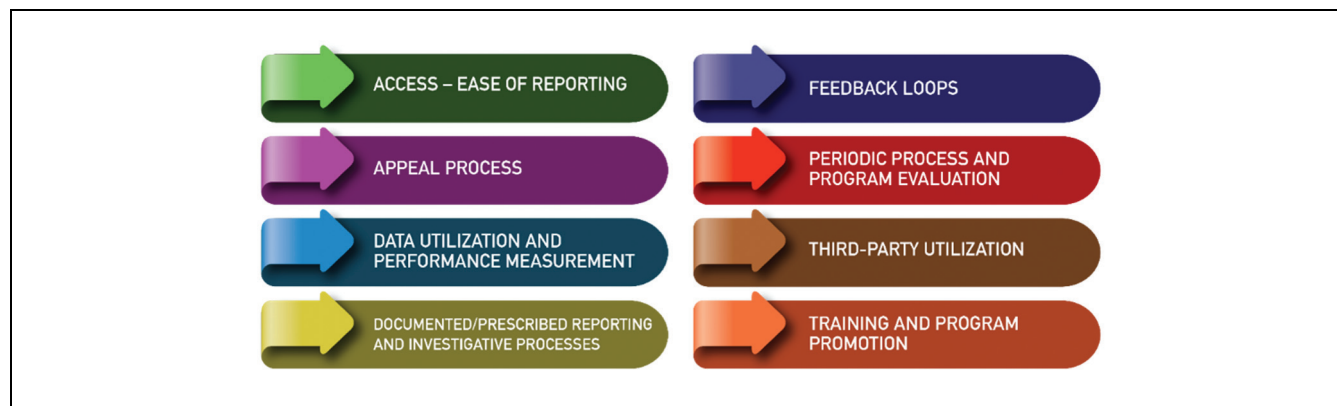 ACCESS – EASE OF REPORTING
APPEAL PROCESS
DATA UTILIZATION AND
PERFORMANCE MEASUREMENT
DOCUMENTED/PRESCRIBED REPORTING
AND INVESTIGATIVE PROCESSES
FEEDBACK LOOPS
PERIODIC PROCESS AND
PROGRAM EVALUATION
THIRD-PARTY UTILIZATION
TRAINING AND PROGRAM
PROMOTION